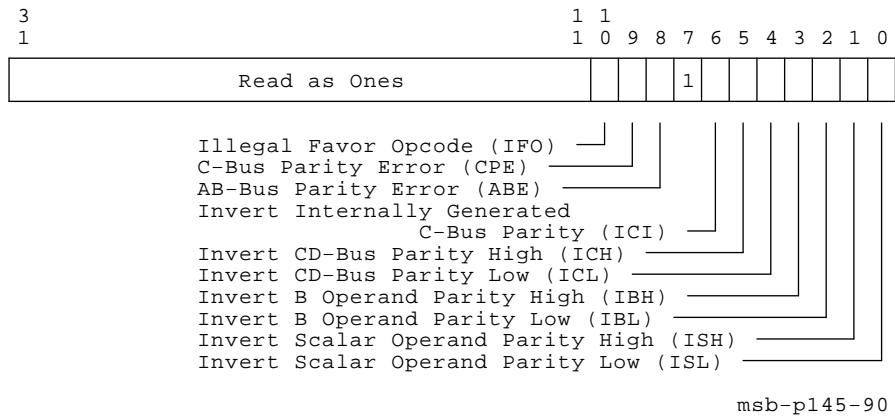 3 1 1
1 1 0 9 8 7 6 5 4 3 2 1 0
Read as Ones 1
Illegal Favor Opcode (IFO)
C-Bus Parity Error (CPE)
AB-Bus Parity Error (ABE)
Invert Internally Generated
C-Bus Parity (ICI)
Invert CD-Bus Parity High (ICH)
Invert CD-Bus Parity Low (ICL)
Invert B Operand Parity High (IBH)
Invert B Operand Parity Low (IBL)
Invert Scalar Operand Parity High (ISH)
Invert Scalar Operand Parity Low (ISL)
msb-p145-90